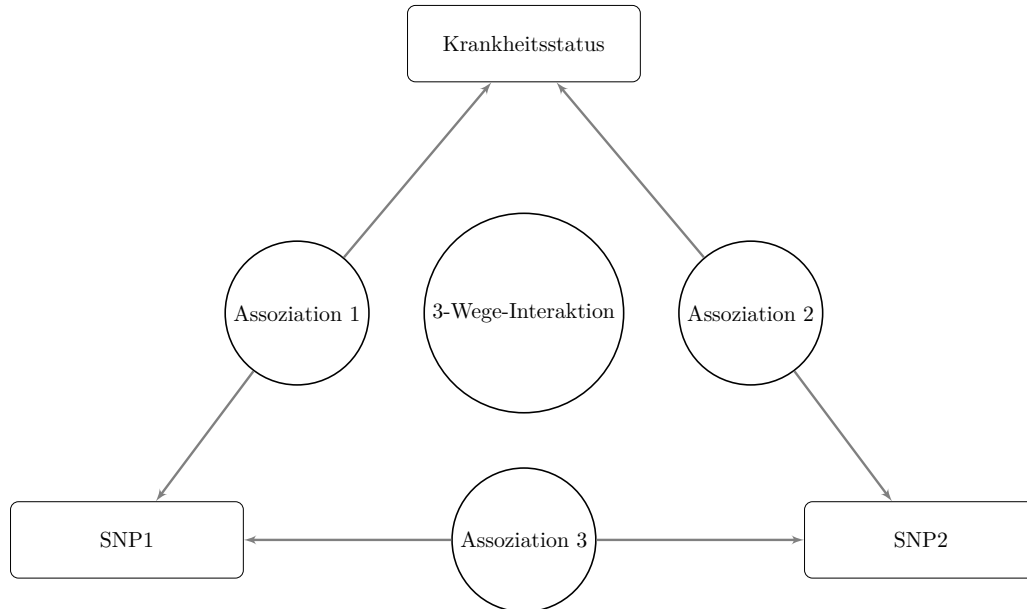 Krankheitsstatus
Assoziation 1
3-Wege-Interaktion
Assoziation 2
SNP1
Assoziation 3
SNP2